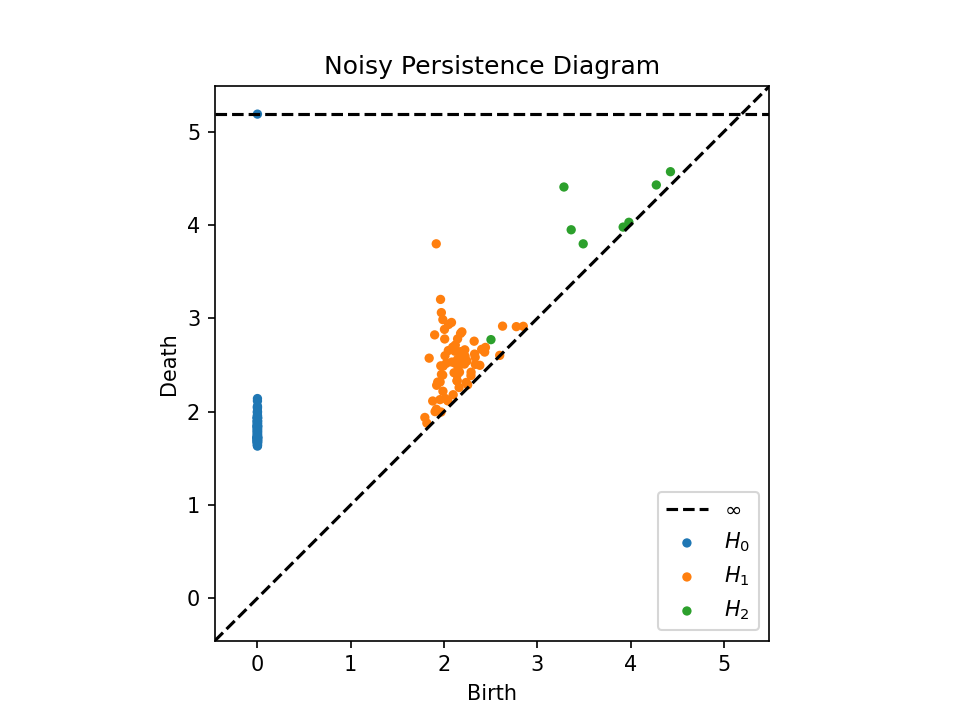 Noisy Persistence Diagram
Death
5
4
3
2
1
0
∞
H₀
H₁
H₂
0 1 2 3 4 5
Birth